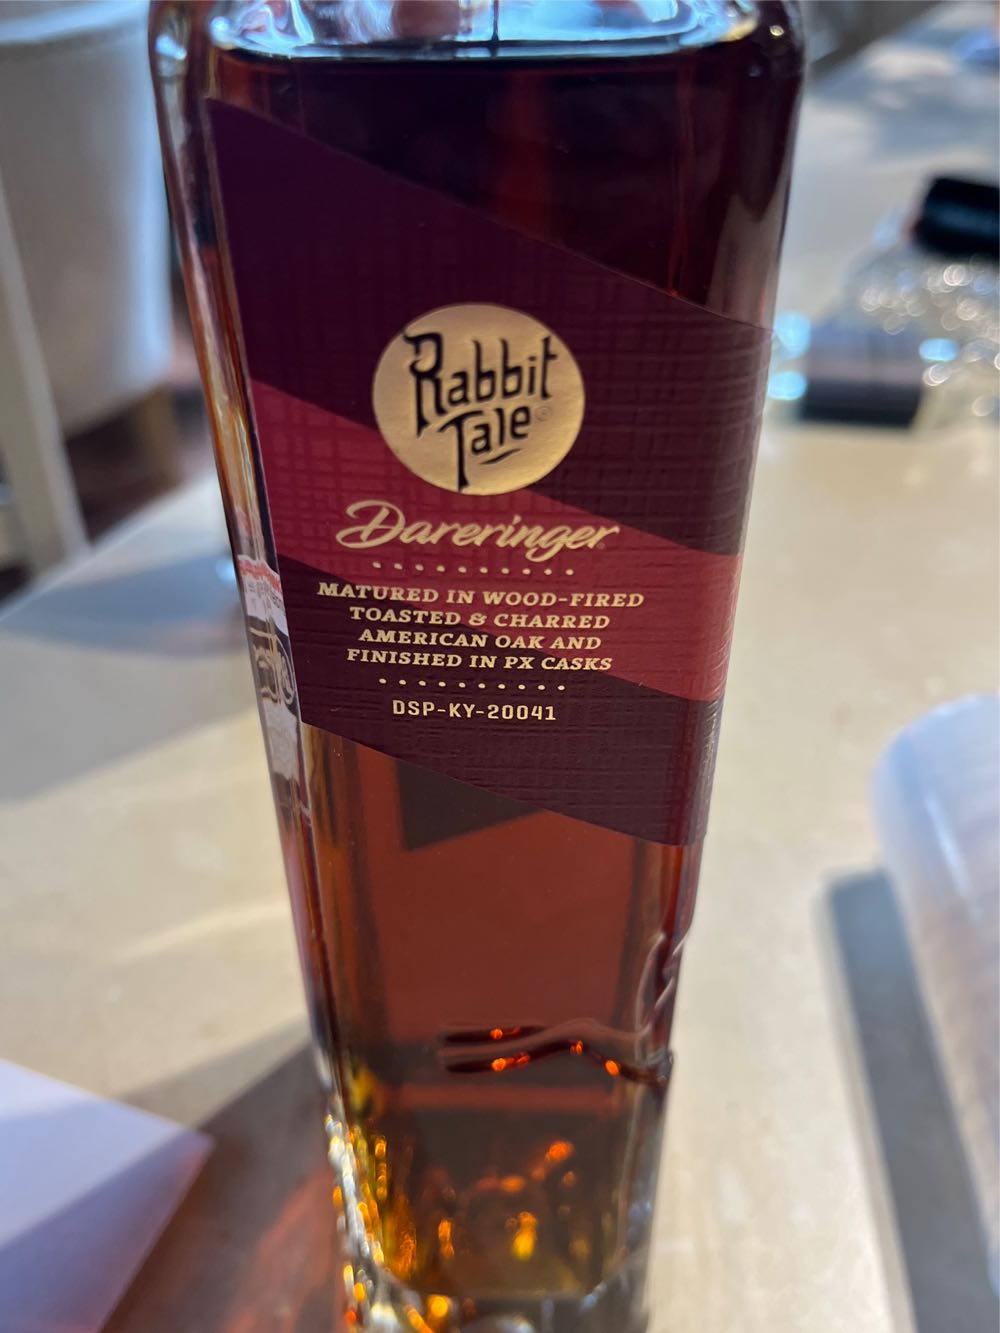 Rabbit
Tale®
Dareringer
MATURED IN WOOD-FIRED
TOASTED & CHARRED
AMERICAN OAK AND
FINISHED IN PX CASKS
DSP-KY-20041